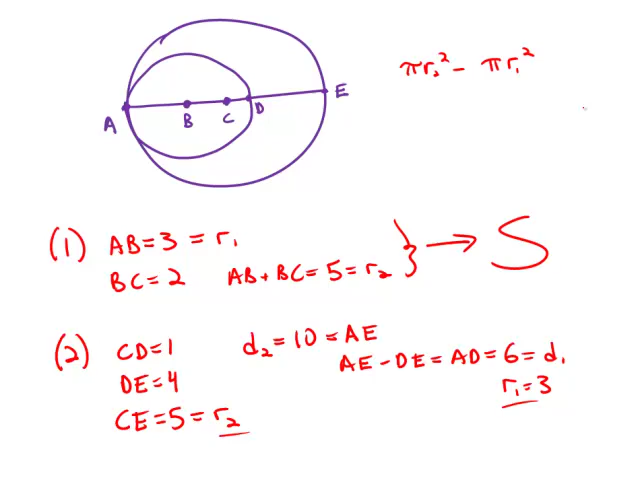 πr₂² - πr₁²
A B C D E
(1) AB = 3 = r₁
BC = 2 AB + BC = 5 = r₂ } → S
(2) CD = 1 d₂ = 10 = AE
DE = 4 AE - DE = AD = 6 = d₁
CE = 5 = r₂ r₁ = 3